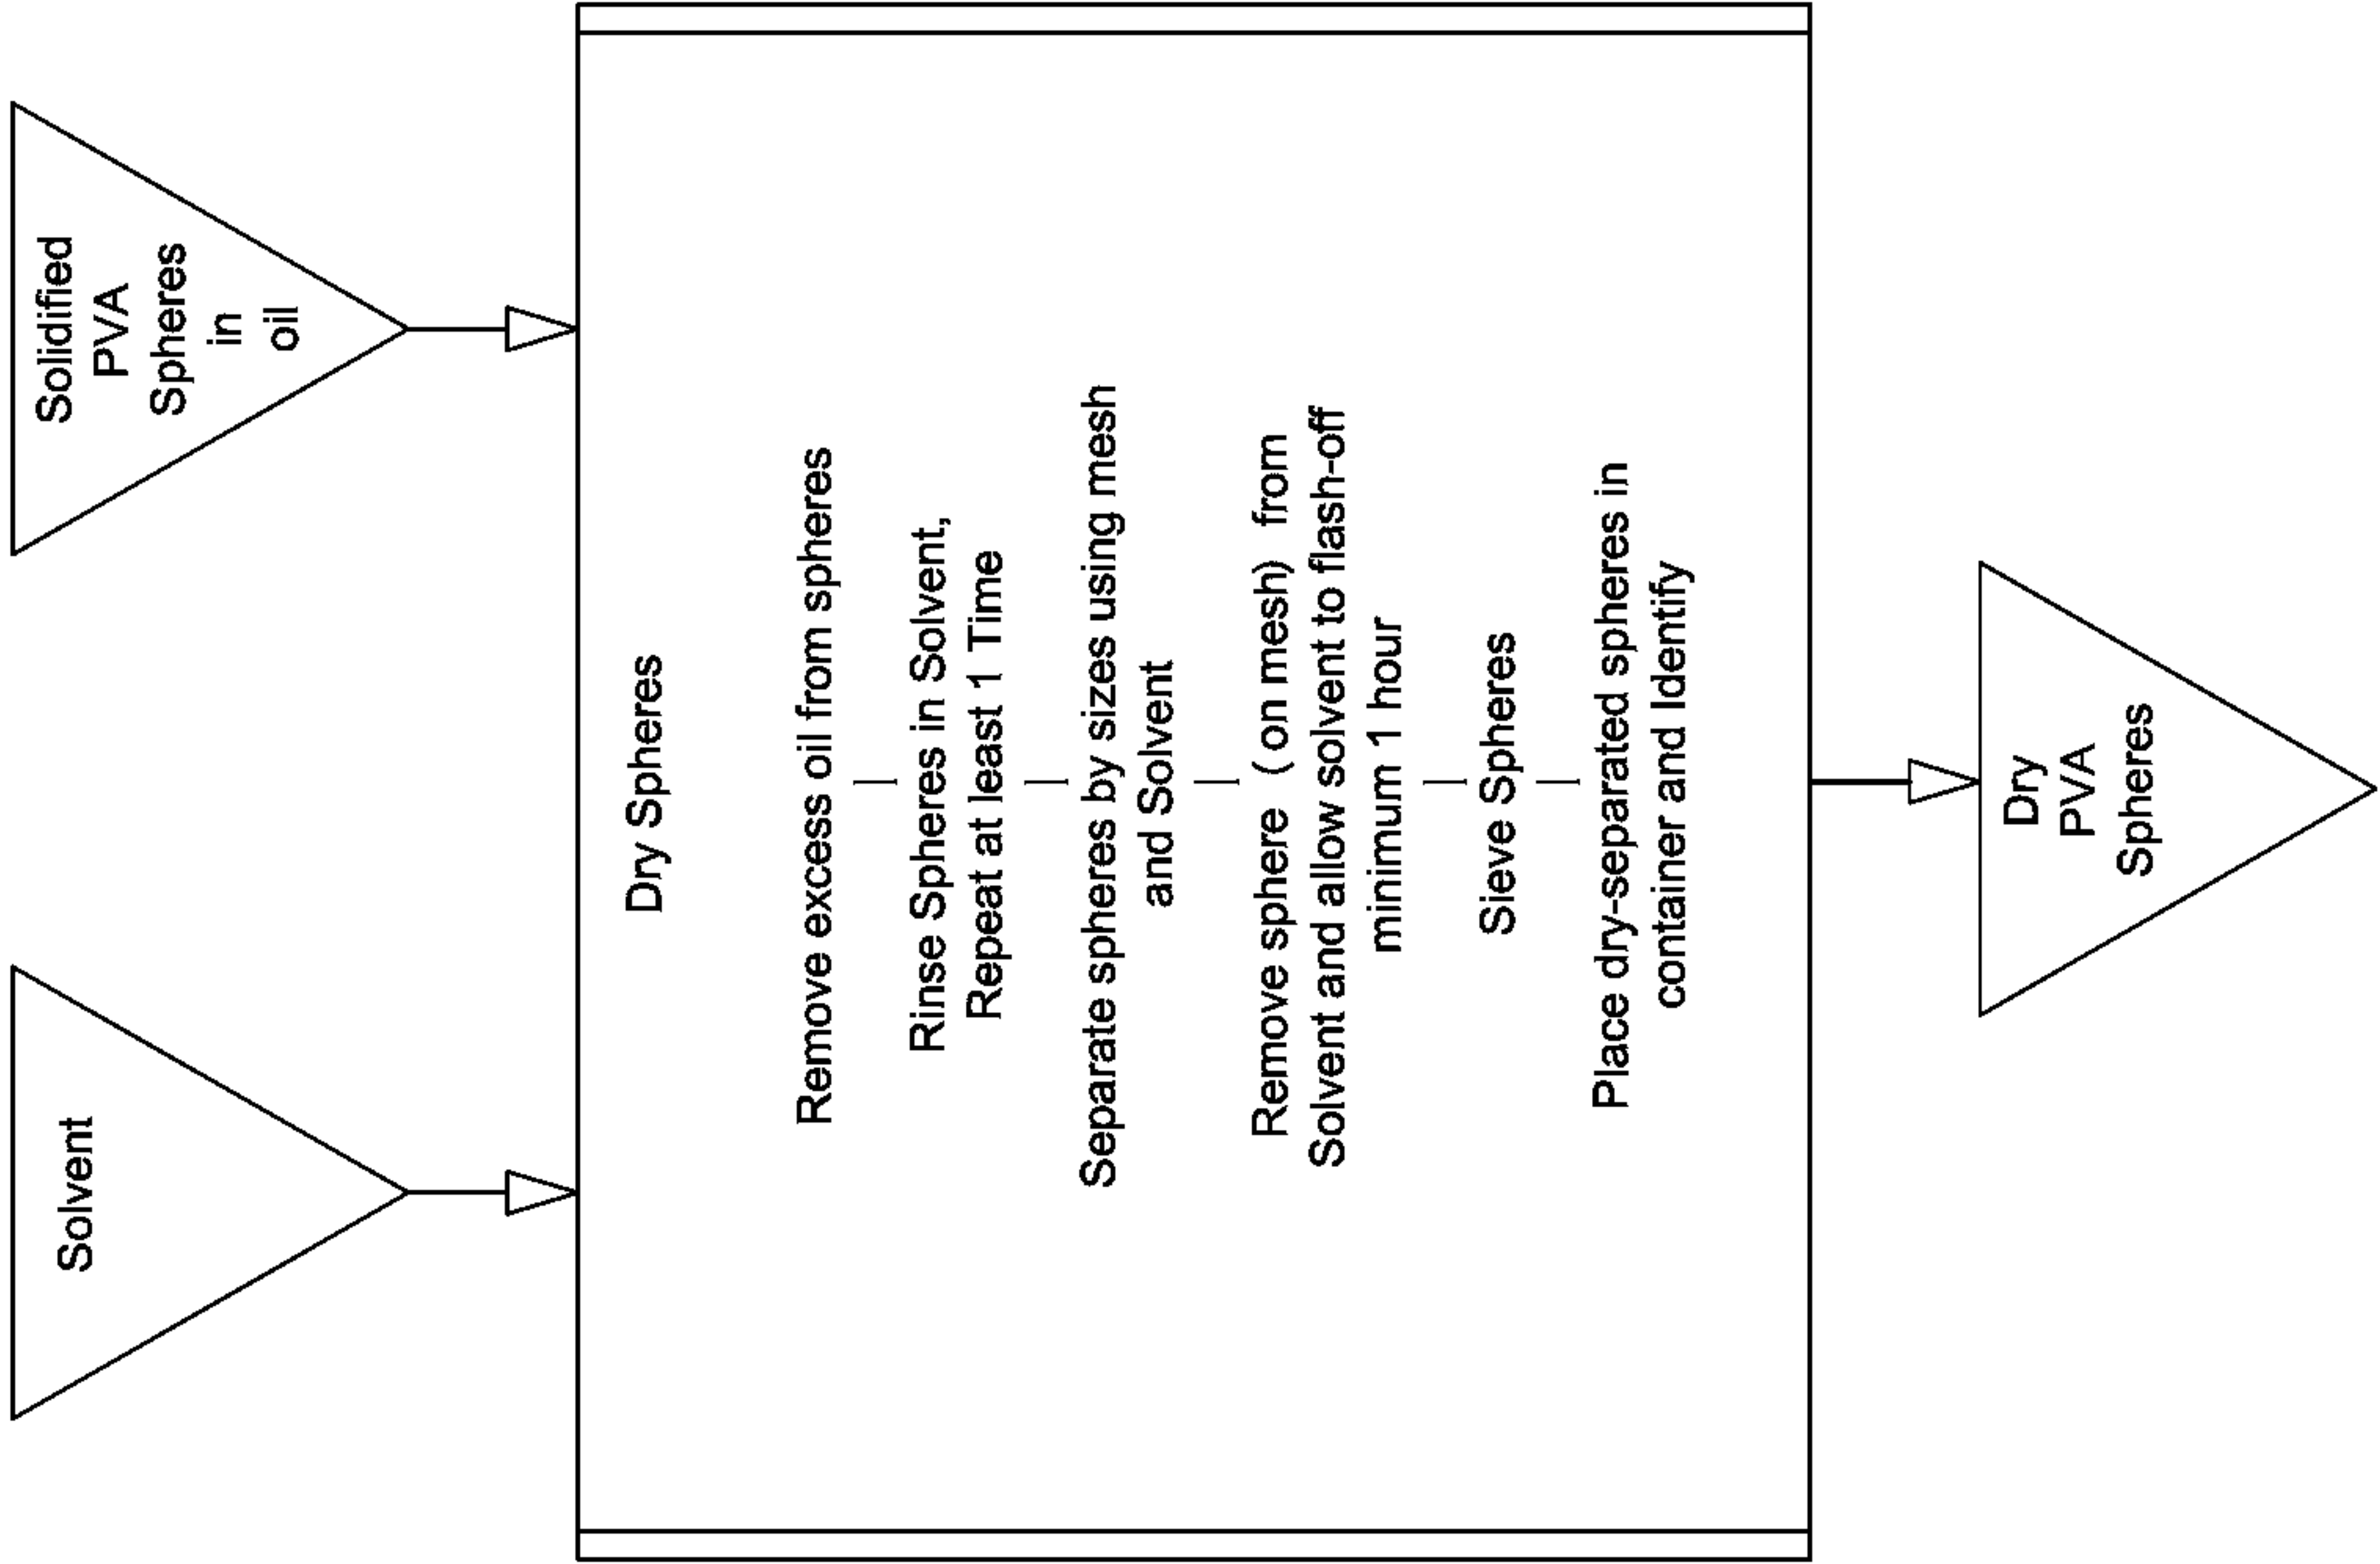 Solvent
Solidified
PVA
Spheres
in
oil
Dry Spheres
Remove excess oil from spheres
Rinse Spheres in Solvent,
Repeat at least 1 Time
Separate spheres by sizes using mesh
and Solvent
Remove sphere (on mesh) from
Solvent and allow solvent to flash-off
minimum 1 hour
Sieve Spheres
Place dry-separated spheres in
container and Identify
Dry
PVA
Spheres